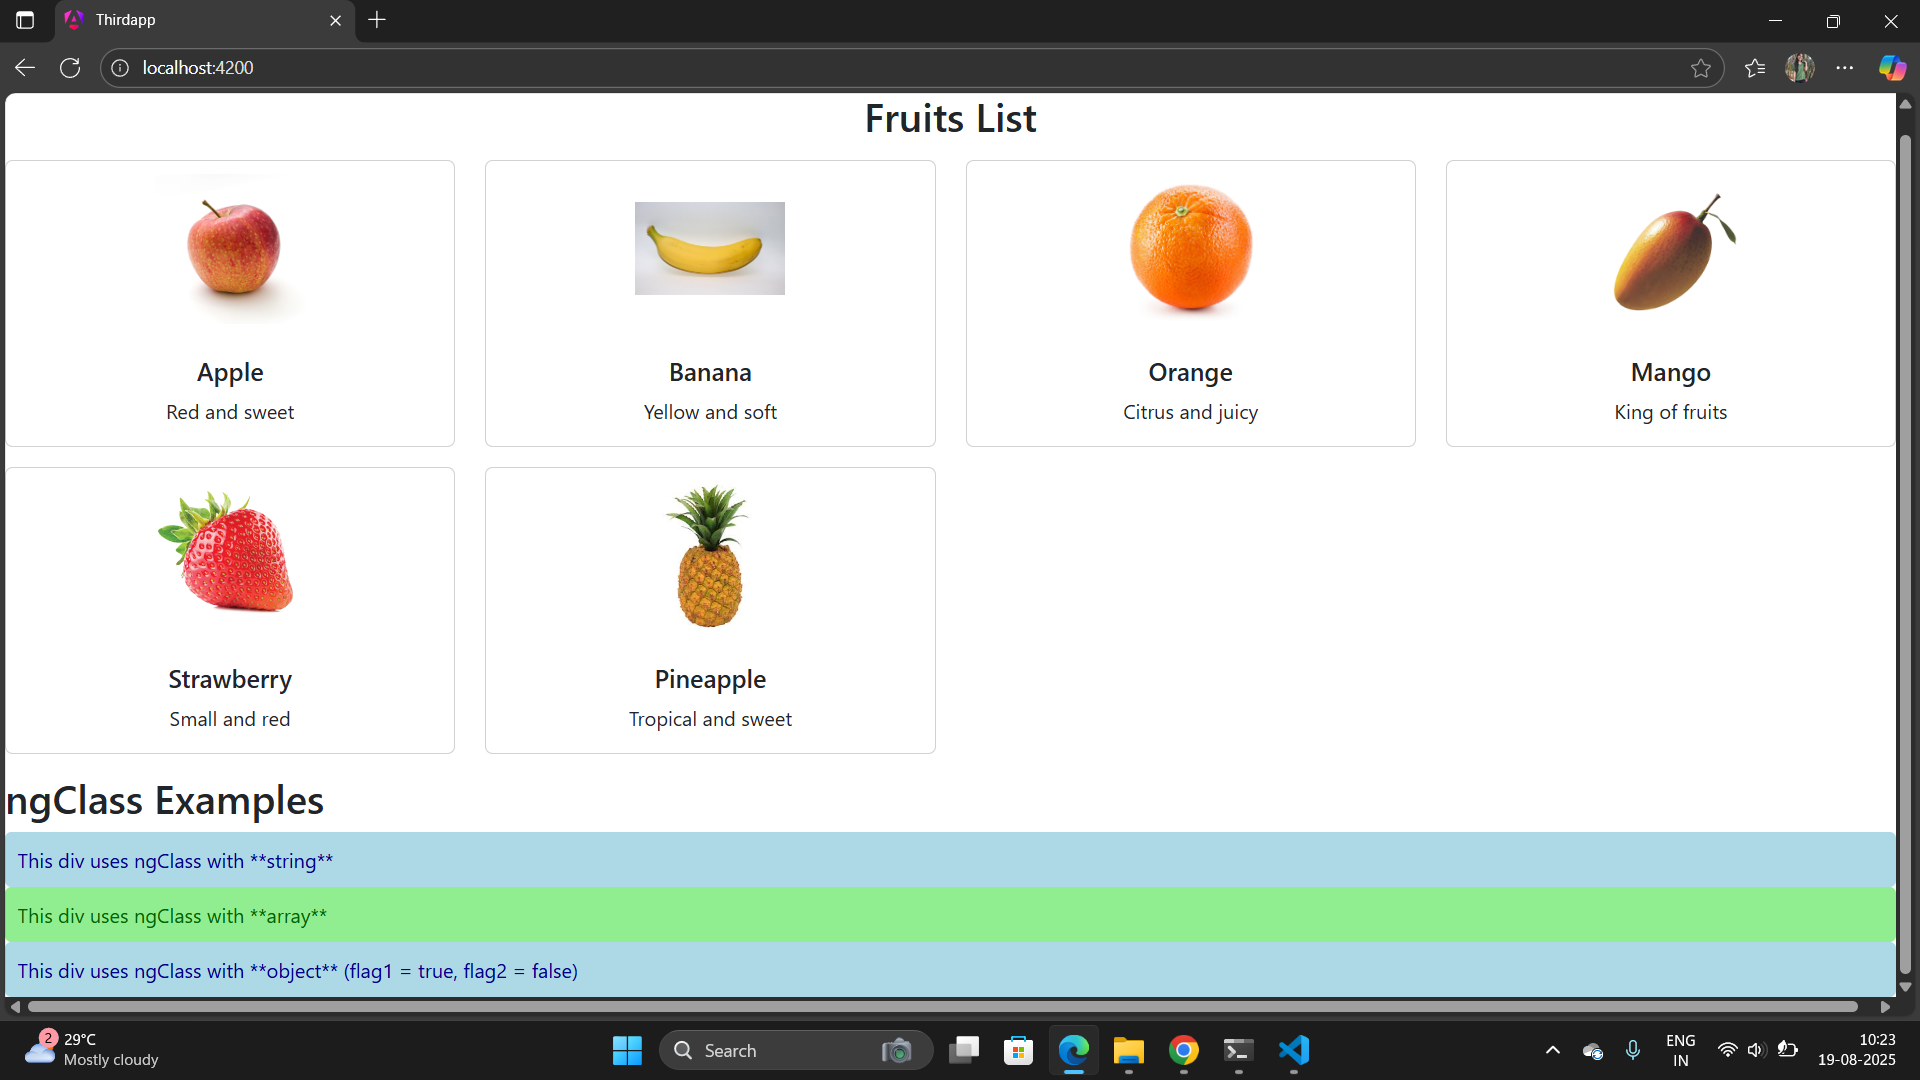 Thirdapp
localhost:4200
Fruits List
Apple
Red and sweet
Banana
Yellow and soft
Orange
Citrus and juicy
Mango
King of fruits
Strawberry
Small and red
Pineapple
Tropical and sweet
ngClass Examples
This div uses ngClass with **string**
This div uses ngClass with **array**
This div uses ngClass with **object** (flag1 = true, flag2 = false)
2
29°C
Mostly cloudy
Search
ENG
IN
10:23
19-08-2025